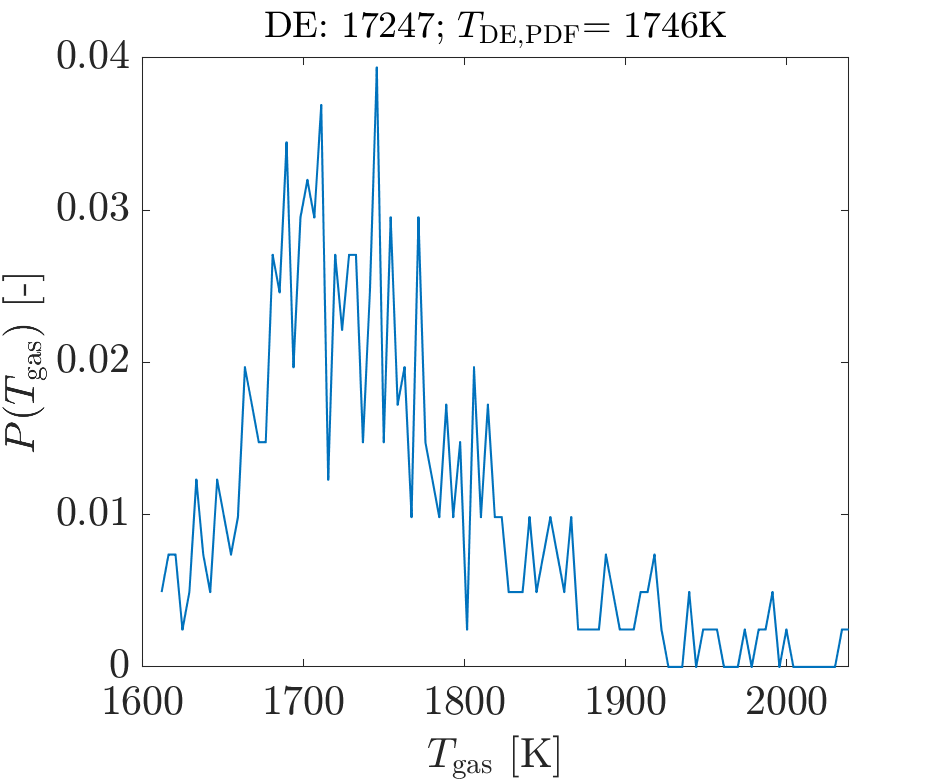 DE: 17247; T_DE,PDF= 1746K
0.04
0.03
0.02
0.01
0
P(T_gas) [-]
1600 1700 1800 1900 2000
T_gas [K]